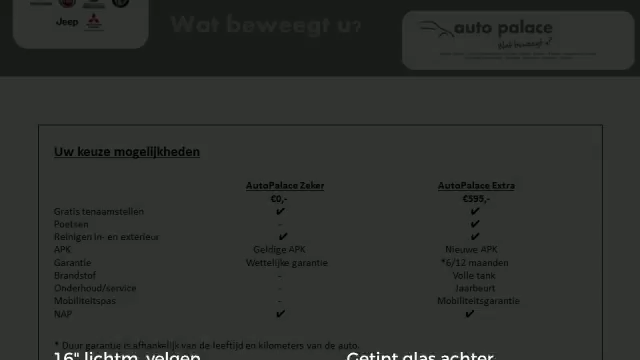 Jeep
MITSUBISHI
Wat beweegt u?
auto palace
Wat beweegt u?
Uw keuze mogelijkheden
AutoPalace Zeker AutoPalace Extra
€0,- €595,-
Gratis tenaamstellen ✔ ✔
Poetsen - ✔
Reinigen in- en exterieur ✔ ✔
APK Geldige APK Nieuwe APK
Garantie Wettelijke garantie *6/12 maanden
Brandstof - Volle tank
Onderhoud/service - Jaarbeurt
Mobiliteitspas - Mobiliteitsgarantie
NAP ✔ ✔
* Duur garantie is afhankelijk van de leeftijd en kilometers van de auto.
16" lichtm. velgen Getint glas achter